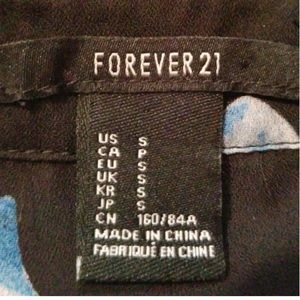 FOREVER 21
US S
CA P
EU S
UK S
KR S
JP S
CN 160/84A
MADE IN CHINA
FABRIQUÉ EN CHINE